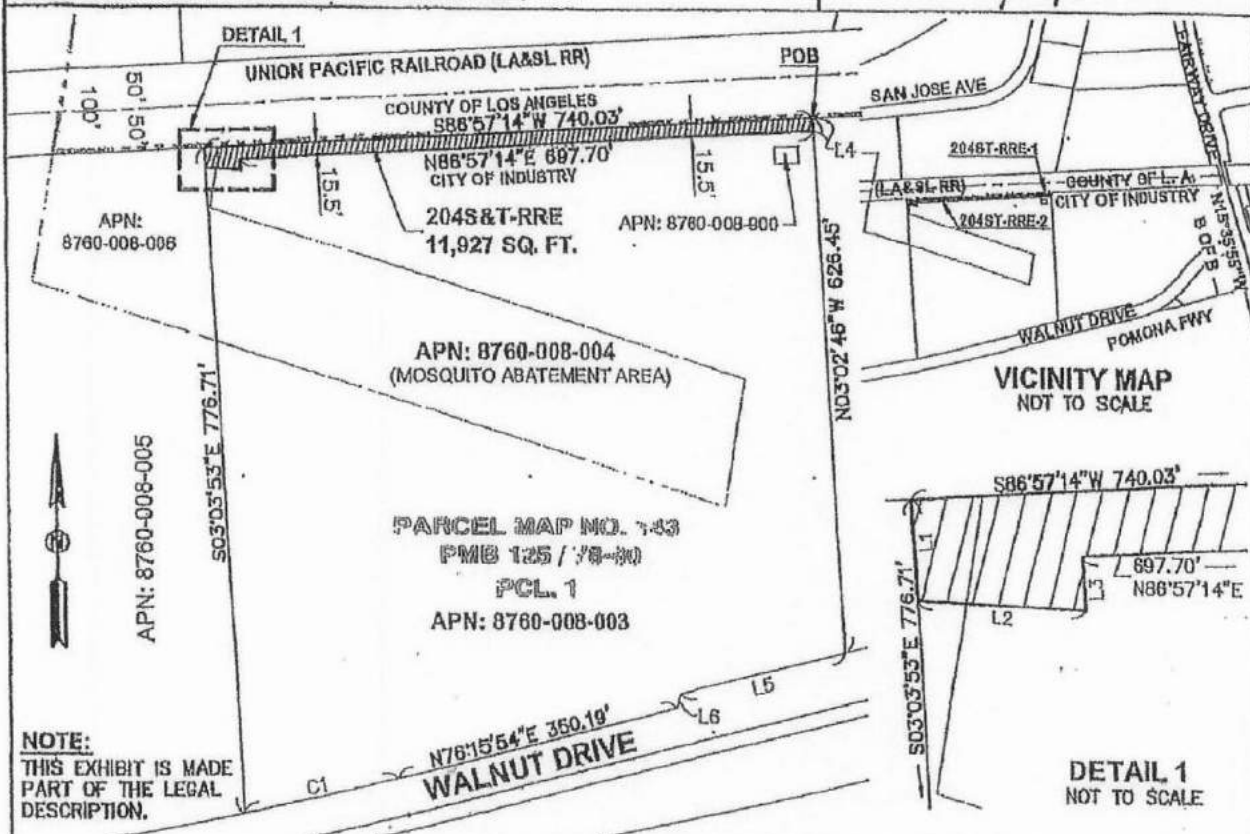 DETAIL 1
UNION PACIFIC RAILROAD (LA&SL RR)
POB
50' 50'
100'
COUNTY OF LOS ANGELES
S86°57'14"W 740.03'
N86°57'14"E 697.70'
CITY OF INDUSTRY
15.5'
15.5'
L4
204S&T-RRE
11,927 SQ. FT.
APN: 8760-008-900
APN:
8760-008-006
APN: 8760-008-004
(MOSQUITO ABATEMENT AREA)
S03°03'53"E 776.71'
N03°02'46"W 626.45'
APN: 8760-008-005
N
PARCEL MAP NO. 143
PMB 125 /
PCL. 1
APN: 8760-008-003
L5
L6
N76°15'54"E 350.19'
C1
WALNUT DRIVE
NOTE:
THIS EXHIBIT IS MADE
PART OF THE LEGAL
DESCRIPTION.
SAN JOSE AVE
FAIRWAY DRIVE
N15°35'55"W
B OF B
204ST-RRE-1
(LA&SL RR)
COUNTY OF L. A.
CITY OF INDUSTRY
204ST-RRE-2
WALNUT DRIVE
POMONA FWY
VICINITY MAP
NOT TO SCALE
S86°57'14"W 740.03'
L1
697.70'
N86°57'14"E
L3
L2
S03°03'53"E 776.71'
DETAIL 1
NOT TO SCALE